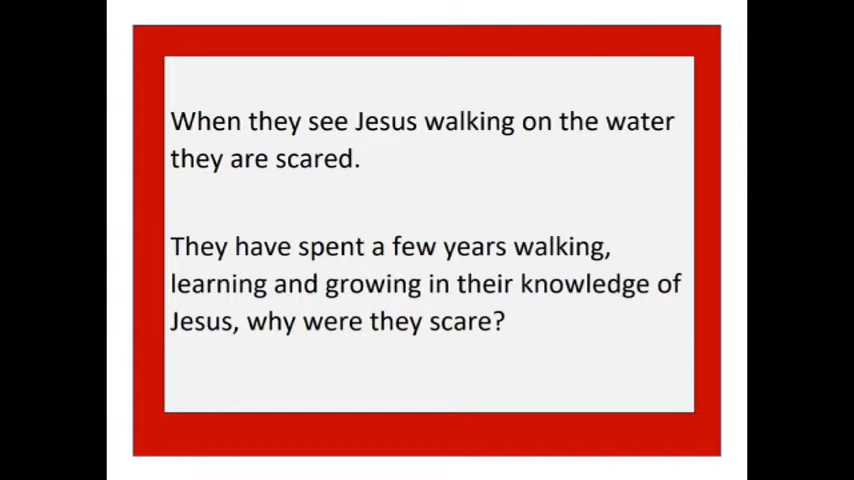 When they see Jesus walking on the water
they are scared.
They have spent a few years walking,
learning and growing in their knowledge of
Jesus, why were they scare?